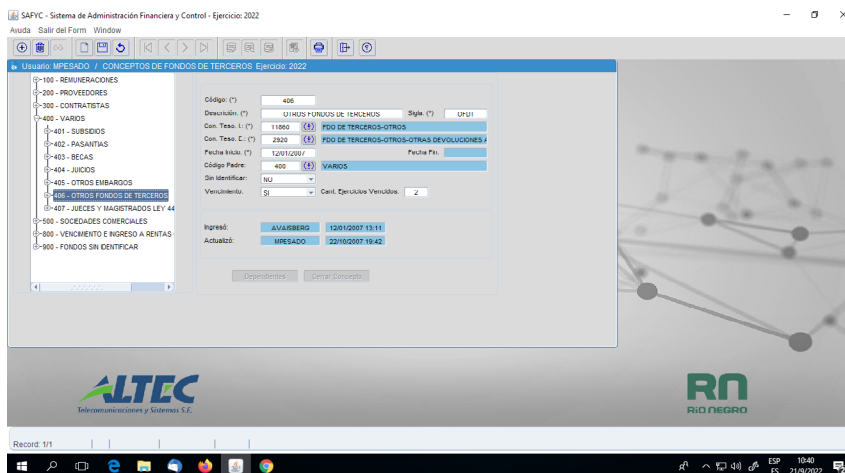 SAFYC - Sistema de Administración Financiera y Control - Ejercicio: 2022
Ayuda Salir del Form Window
Usuario: MPESADO / CONCEPTOS DE FONDOS DE TERCEROS Ejercicio: 2022
100 - REMUNERACIONES
200 - PROVEEDORES
300 - CONTRATISTAS
400 - VARIOS
401 - SUBSIDIOS
402 - PASANTIAS
403 - BECAS
404 - JUICIOS
405 - OTROS EMBARGOS
406 - OTROS FONDOS DE TERCEROS
407 - JUECES Y MAGISTRADOS LEY 44
500 - SOCIEDADES COMERCIALES
800 - VENCIMIENTO E INGRESO A RENTAS
900 - FONDOS SIN IDENTIFICAR
Código: (*) 406
Descrición: (*) OTROS FONDOS DE TERCEROS Sigla. (*) OFDT
Con. Teso. I.: (*) 11860 FDO DE TERCEROS-OTROS
Con. Teso. E.: (*) 2920 FDO DE TERCEROS-OTROS-OTRAS DEVOLUCIONES A
Fecha Inicio. (*) 12/01/2007 Fecha Fin.
Código Padre: 400 VARIOS
Sin Identificar: NO
Vencimiento. SI Cant. Ejercicios Vencidos. 2
Ingresó: AVAISBERG 12/01/2007 13:11
Actualizó: MPESADO 22/10/2007 19:42
Dependientes Cerrar Concepto
ALTEC
Telecomunicaciones y Sistemas S.E.
RN
RÍO NEGRO
Record: 1/1
ESP 10:40
ES 21/9/2022